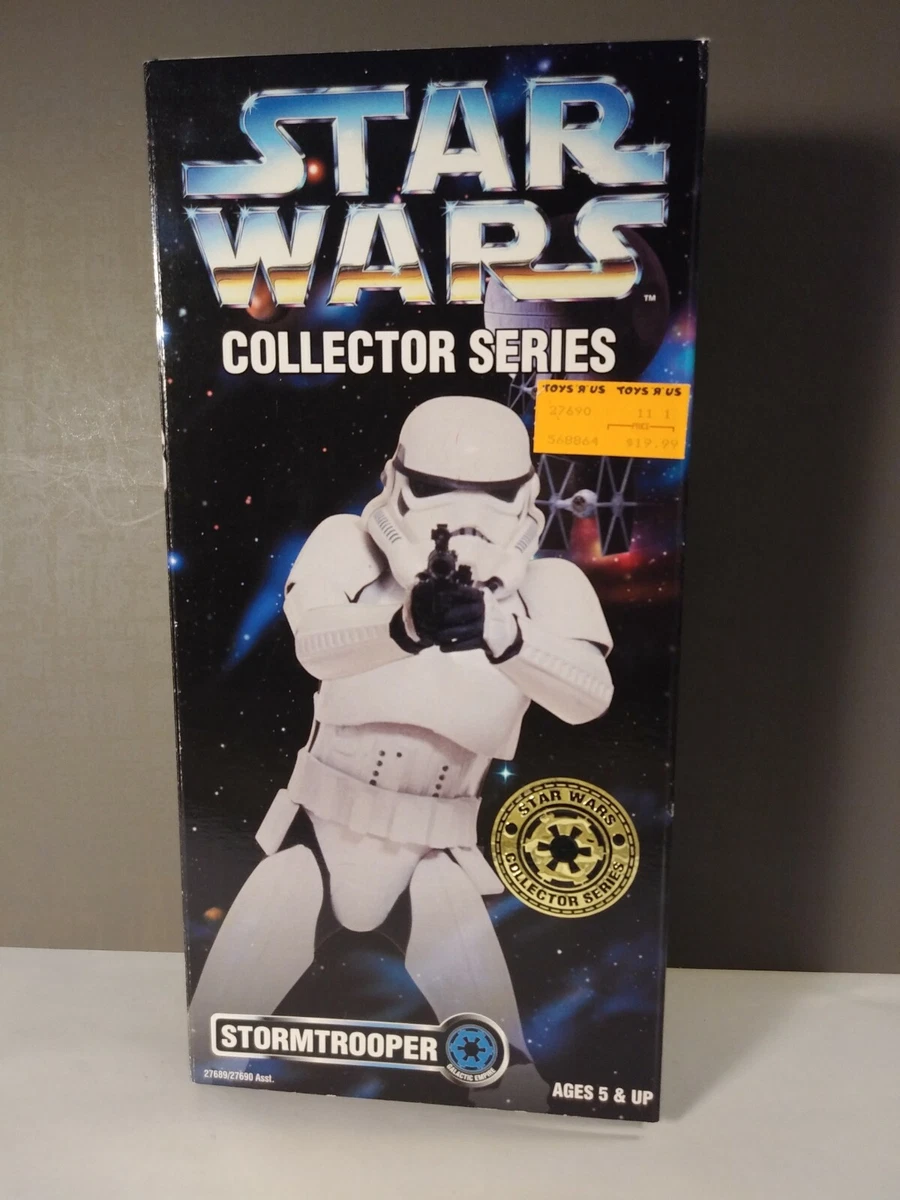 STAR
WARS
™
COLLECTOR SERIES
TOYS "R" US TOYS "R" US
27690 11 1
PRICE
568864 $19.99
STAR WARS
COLLECTOR SERIES
STORMTROOPER
GALACTIC EMPIRE
27689/27690 Asst.
AGES 5 & UP